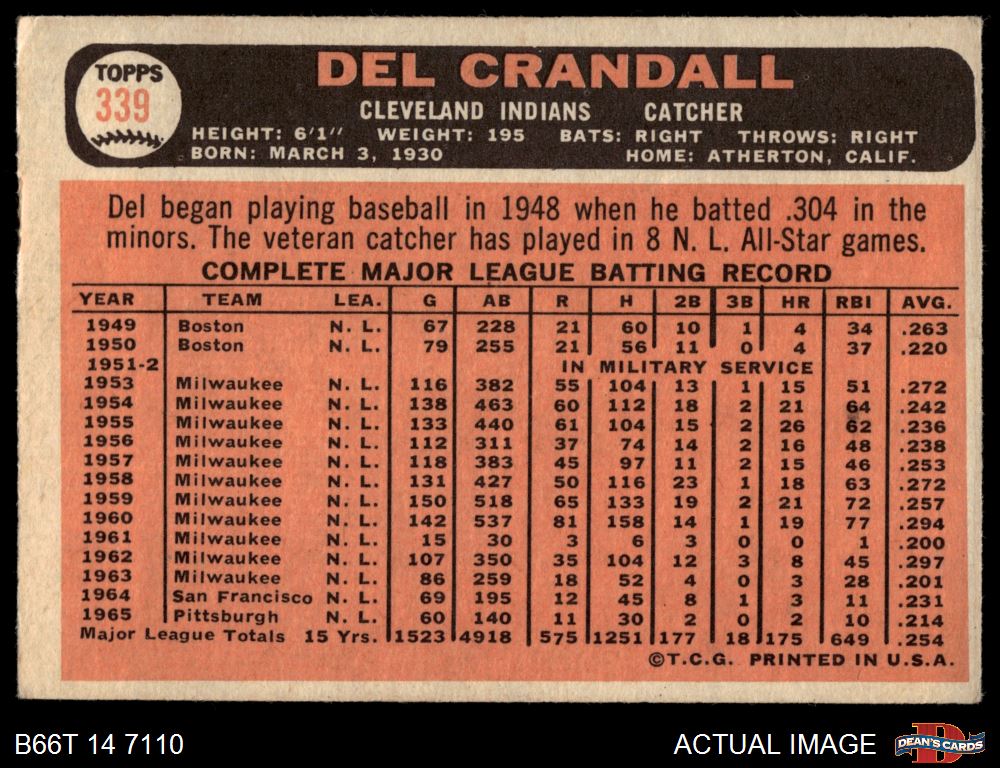 TOPPS
339
DEL CRANDALL
CLEVELAND INDIANS CATCHER
HEIGHT: 6'1" WEIGHT: 195 BATS: RIGHT THROWS: RIGHT
BORN: MARCH 3, 1930 HOME: ATHERTON, CALIF.
Del began playing baseball in 1948 when he batted .304 in the
minors. The veteran catcher has played in 8 N. L. All-Star games.
COMPLETE MAJOR LEAGUE BATTING RECORD
YEAR TEAM LEA. G AB R H 2B 3B HR RBI AVG.
1949 Boston N. L. 67 228 21 60 10 1 4 34 .263
1950 Boston N. L. 79 255 21 56 11 0 4 37 .220
1951-2 IN MILITARY SERVICE
1953 Milwaukee N. L. 116 382 55 104 13 1 15 51 .272
1954 Milwaukee N. L. 138 463 60 112 18 2 21 64 .242
1955 Milwaukee N. L. 133 440 61 104 15 2 26 62 .236
1956 Milwaukee N. L. 112 311 37 74 14 2 16 48 .238
1957 Milwaukee N. L. 118 383 45 97 11 2 15 46 .253
1958 Milwaukee N. L. 131 427 50 116 23 1 18 63 .272
1959 Milwaukee N. L. 150 518 65 133 19 2 21 72 .257
1960 Milwaukee N. L. 142 537 81 158 14 1 19 77 .294
1961 Milwaukee N. L. 15 30 3 6 3 0 0 1 .200
1962 Milwaukee N. L. 107 350 35 104 12 3 8 45 .297
1963 Milwaukee N. L. 86 259 18 52 4 0 3 28 .201
1964 San Francisco N. L. 69 195 12 45 8 1 3 11 .231
1965 Pittsburgh N. L. 60 140 11 30 2 0 2 10 .214
Major League Totals 15 Yrs. 1523 4918 575 1251 177 18 175 649 .254
©T.C.G. PRINTED IN U.S.A.
B66T 14 7110 ACTUAL IMAGE DEAN'S CARDS